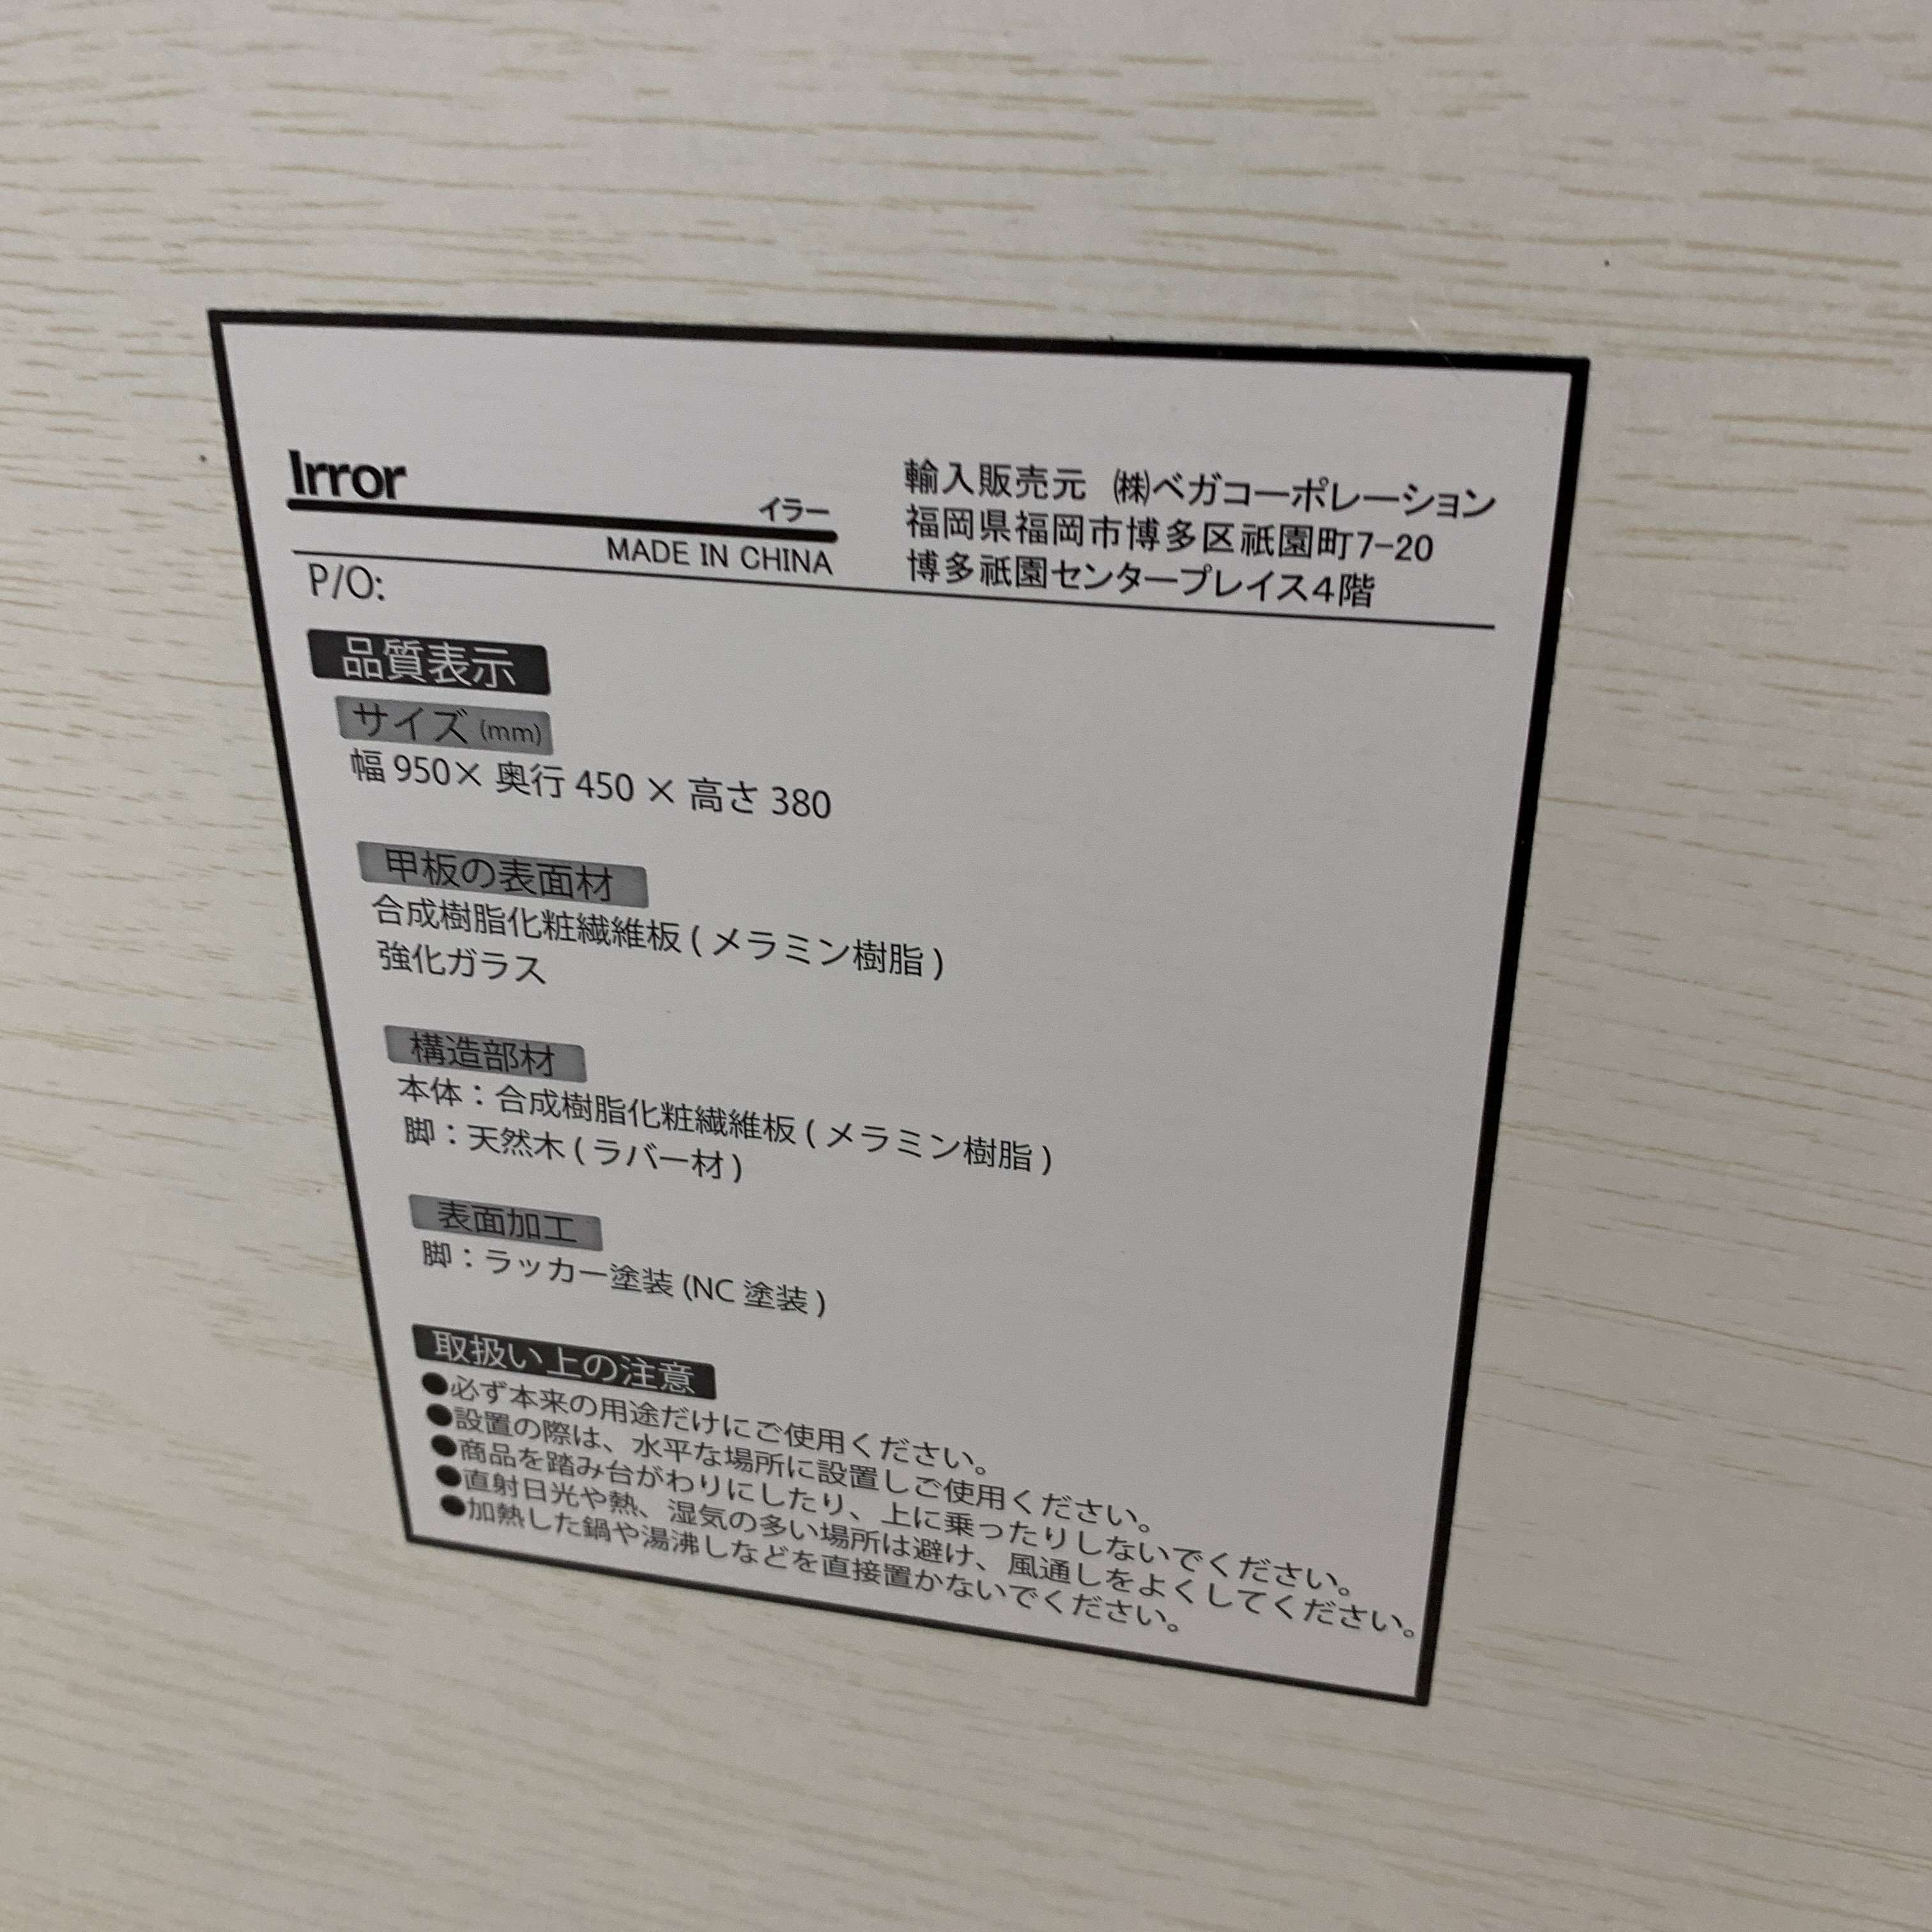 Irror
イラー
MADE IN CHINA
輸入販売元 ㈱ベガコーポレーション
福岡県福岡市博多区祇園町7-20
博多祇園センタープレイス4階
P/O:
品質表示
サイズ(mm)
幅 950× 奥行 450 × 高さ 380
甲板の表面材
合成樹脂化粧繊維板 ( メラミン樹脂 )
強化ガラス
構造部材
本体：合成樹脂化粧繊維板 ( メラミン樹脂 )
脚：天然木 ( ラバー材 )
表面加工
脚：ラッカー塗装 (NC 塗装 )
取扱い上の注意
●必ず本来の用途だけにご使用ください。
●設置の際は、水平な場所に設置しご使用ください。
●商品を踏み台がわりにしたり、上に乗ったりしないでください。
●直射日光や熱、湿気の多い場所は避け、風通しをよくしてください。
●加熱した鍋や湯沸しなどを直接置かないでください。